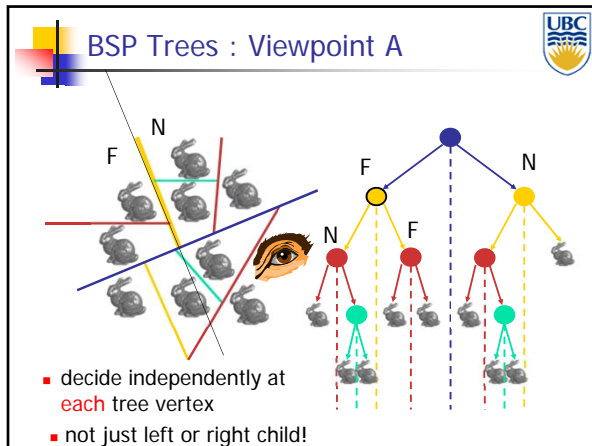 BSP Trees : Viewpoint A
UBC
N
F
F
N
N
F
decide independently at
each tree vertex
not just left or right child!